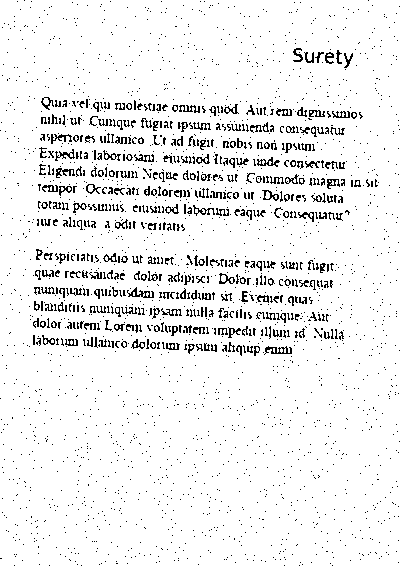 Surety
Quia vel qui molestiae omnis quod. Aut rem dignissimos
nihil ut. Cumque fugiat ipsum assumenda consequatur
asperiores ullamco. Ut ad fugit, nobis non ipsum.
Expedita laboriosam, eiusmod itaque unde consectetur.
Eligendi dolorum Neque dolores ut. Commodo magna in sit
tempor. Occaecati dolorem ullamco ut. Dolores soluta
totam possimus, eiusmod laborum eaque. Consequatur?
iure aliqua, a odit veritatis
Perspiciatis odio ut amet. Molestiae eaque sunt fugit
quae recusandae, dolor adipisci. Dolor illo consequat
numquam quibusdam incididunt sit. Eveniet quas
blanditiis numquam ipsam nulla facilis cumque. Aut
dolor autem Lorem voluptatem impedit illum id. Nulla
laborum ullamco dolorum ipsum aliquip enim